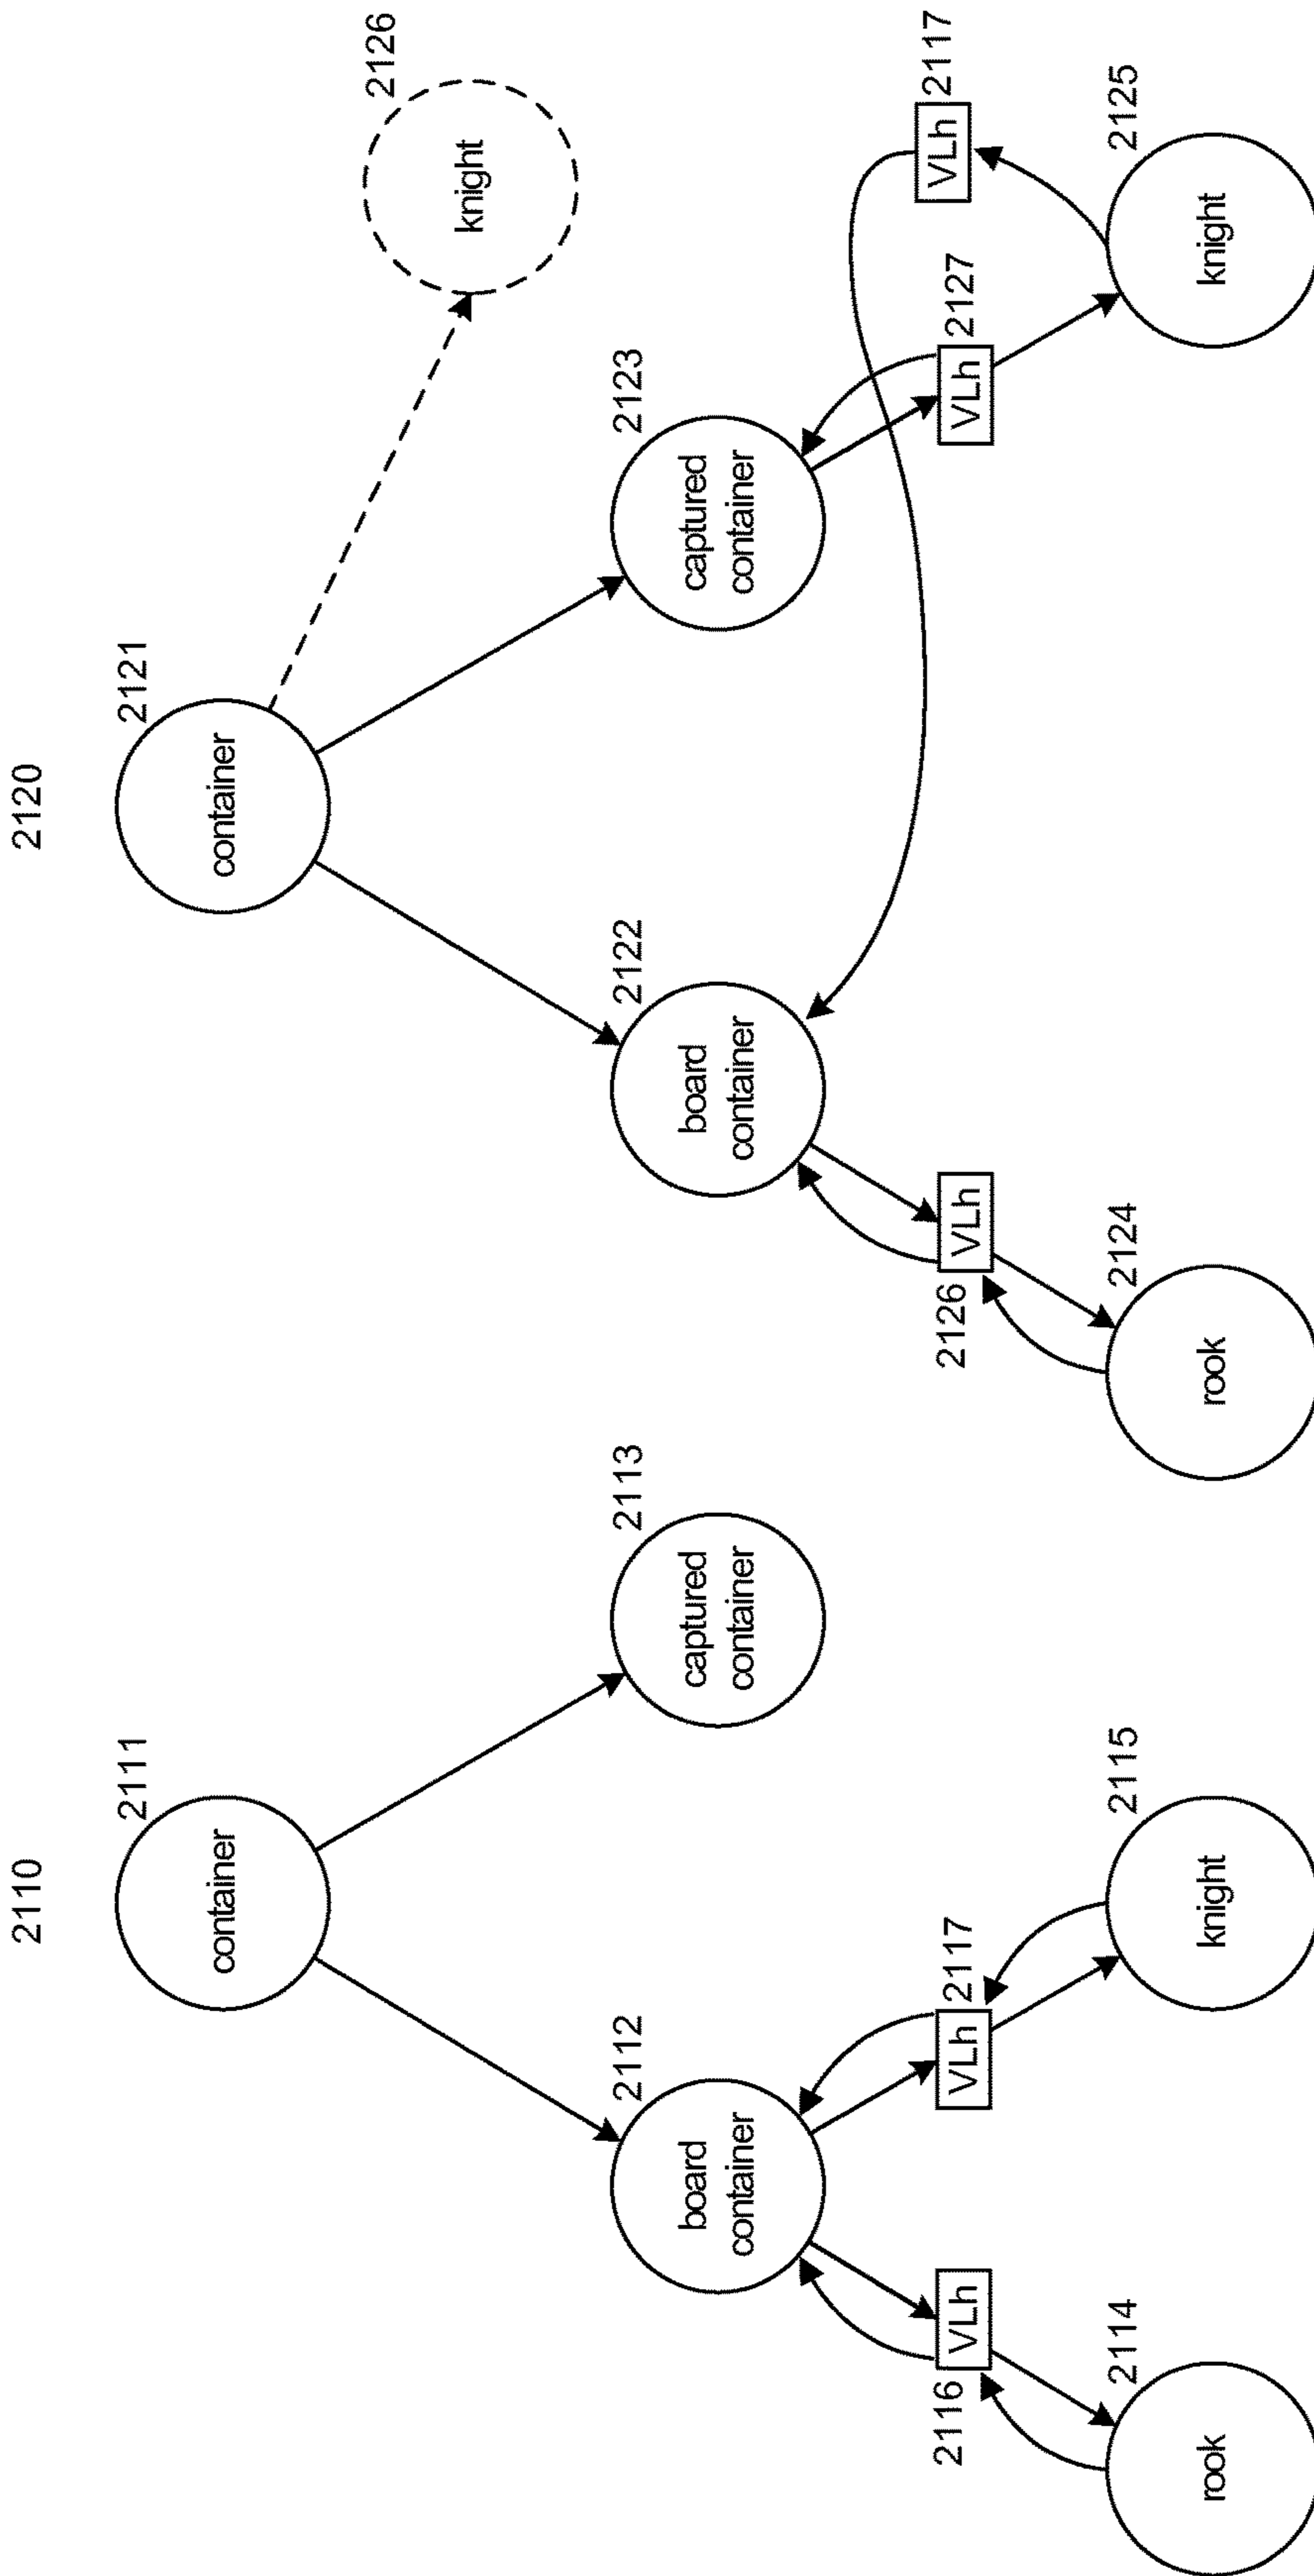 2110
2111
container
2112
board
container
2113
captured
container
2116
VLh
VLh
2117
2114
rook
2115
knight
2120
2121
container
2126
knight
2122
board
container
2123
captured
container
2126
VLh
VLh
2127
VLh
2117
2124
rook
2125
knight